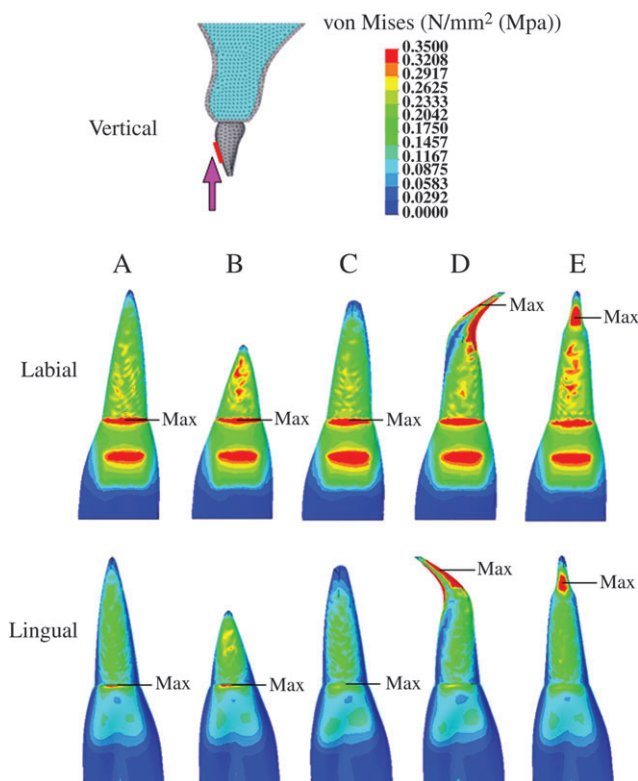 von Mises (N/mm² (Mpa))
0.3500
0.3208
0.2917
0.2625
0.2333
0.2042
0.1750
0.1457
0.1167
0.0875
0.0583
0.0292
0.0000
Vertical
A B C D E
Max
Max
Labial
Max Max
Max
Max
Lingual
Max Max Max